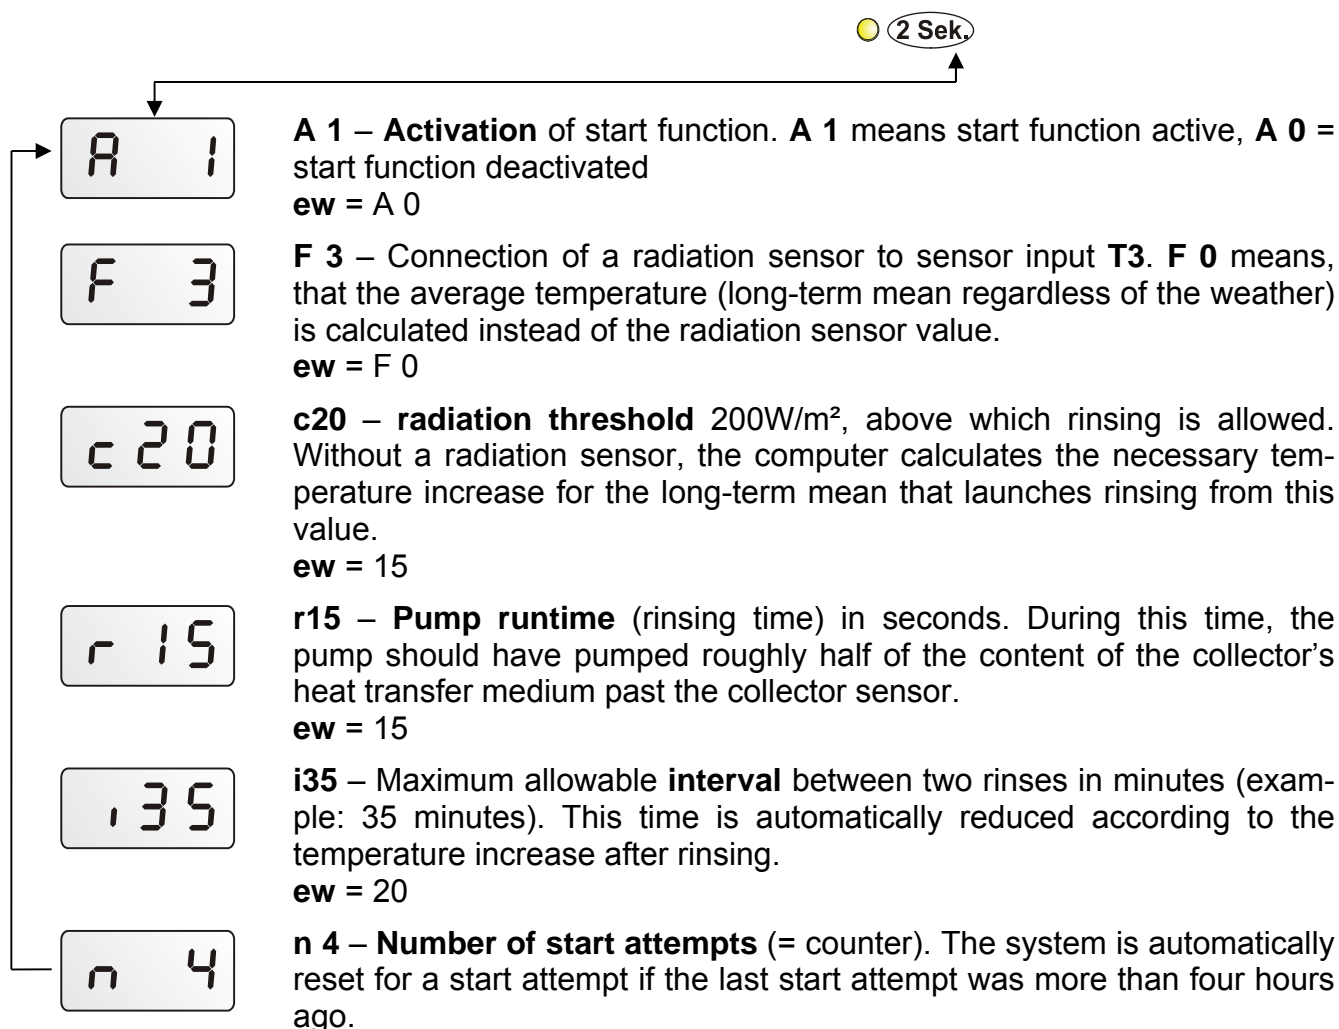 2 Sek.
A 1
A 1 – Activation of start function. A 1 means start function active, A 0 =
start function deactivated
ew = A 0
F 3
F 3 – Connection of a radiation sensor to sensor input T3. F 0 means,
that the average temperature (long-term mean regardless of the weather)
is calculated instead of the radiation sensor value.
ew = F 0
c20
c20 – radiation threshold 200W/m², above which rinsing is allowed.
Without a radiation sensor, the computer calculates the necessary tem-
perature increase for the long-term mean that launches rinsing from this
value.
ew = 15
r 15
r15 – Pump runtime (rinsing time) in seconds. During this time, the
pump should have pumped roughly half of the content of the collector’s
heat transfer medium past the collector sensor.
ew = 15
i35
i35 – Maximum allowable interval between two rinses in minutes (exam-
ple: 35 minutes). This time is automatically reduced according to the
temperature increase after rinsing.
ew = 20
n 4
n 4 – Number of start attempts (= counter). The system is automatically
reset for a start attempt if the last start attempt was more than four hours
ago.